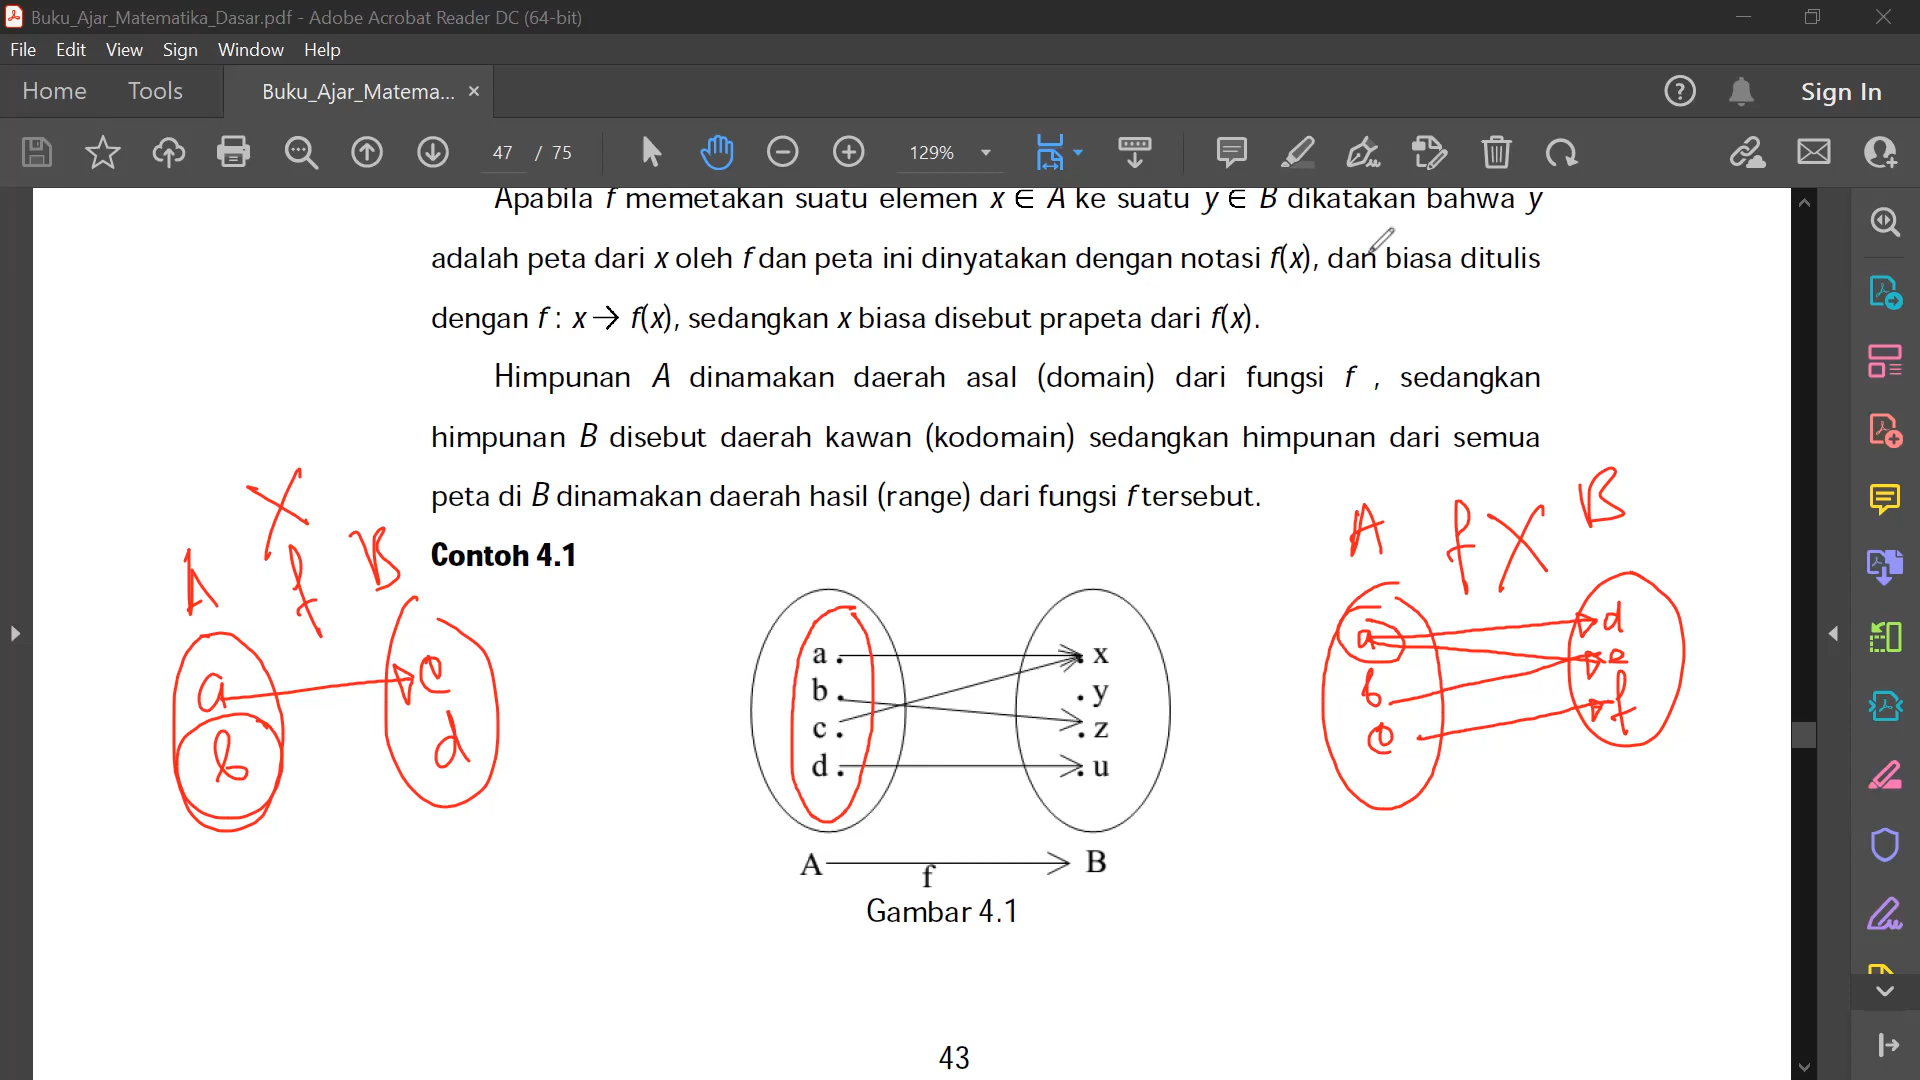 Buku_Ajar_Matematika_Dasar.pdf - Adobe Acrobat Reader DC (64-bit)
File Edit View Sign Window Help
Home Tools Buku_Ajar_Matema... × Sign In
47 / 75 129%
Apabila f memetakan suatu elemen x ∈ A ke suatu y ∈ B dikatakan bahwa y
adalah peta dari x oleh f dan peta ini dinyatakan dengan notasi f(x), dan biasa ditulis
dengan f : x → f(x), sedangkan x biasa disebut prapeta dari f(x).
Himpunan A dinamakan daerah asal (domain) dari fungsi f , sedangkan
himpunan B disebut daerah kawan (kodomain) sedangkan himpunan dari semua
peta di B dinamakan daerah hasil (range) dari fungsi f tersebut.
Contoh 4.1
X
A f B
a c
b d
a . . x
b . . y
c . . z
d . . u
A f B
Gambar 4.1
A f X B
a d
b e
c f
43